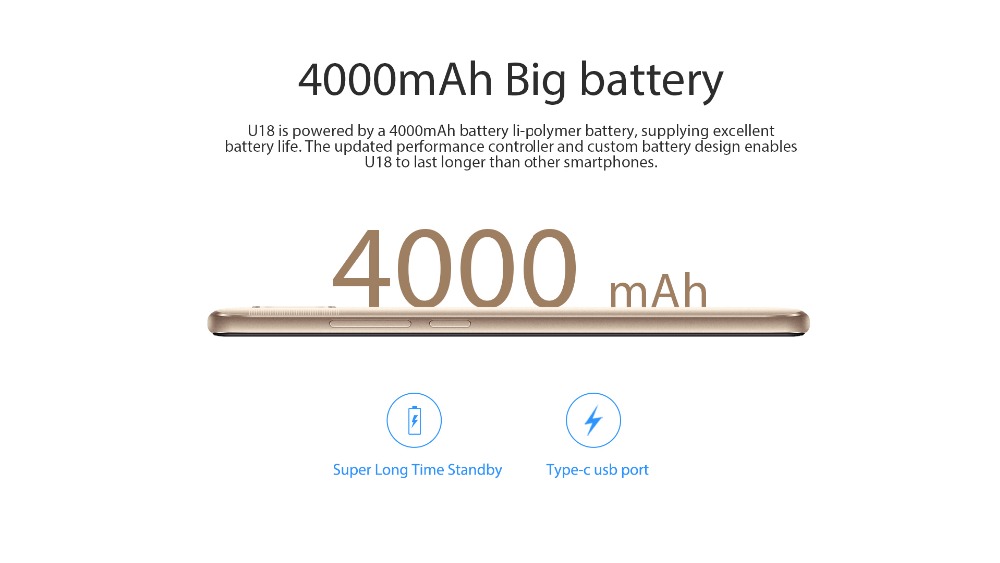 4000mAh Big battery
U18 is powered by a 4000mAh battery li-polymer battery, supplying excellent
battery life. The updated performance controller and custom battery design enables
U18 to last longer than other smartphones.
4000 mAh
Super Long Time Standby
Type-c usb port